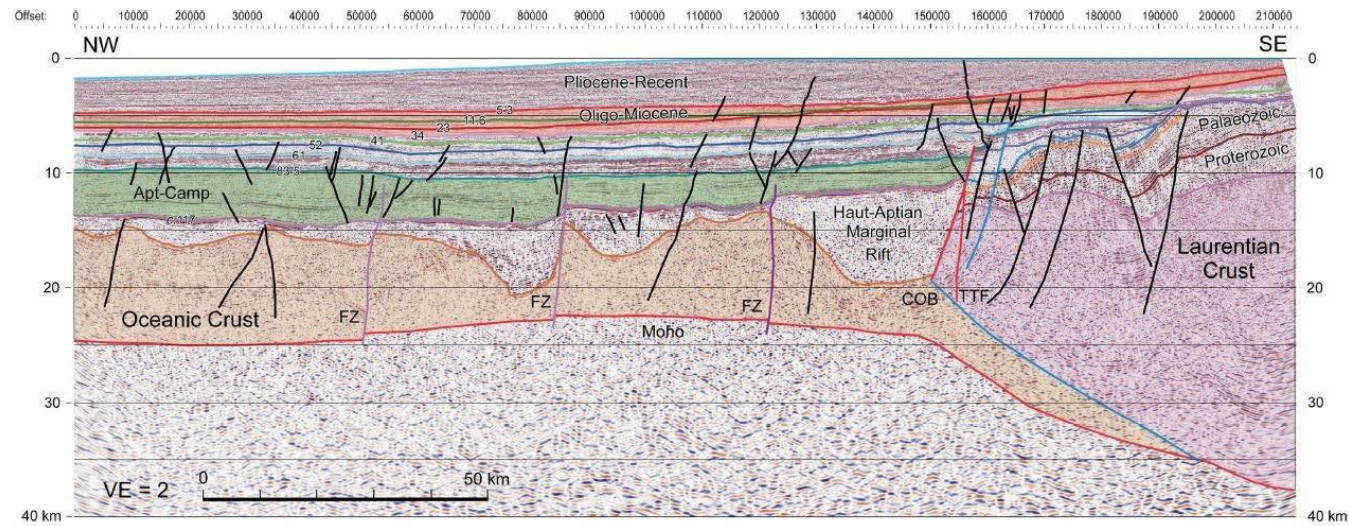 Offset: 0 10000 20000 30000 40000 50000 60000 70000 80000 90000 100000 110000 120000 130000 140000 150000 160000 170000 180000 190000 200000 210000
NW SE
0 0
Pliocene-Recent
5-3
Oligo-Miocene
11.6
23
34
41
52
61
83.5
Palaeozoic
Proterozoic
10 10
Apt-Camp
c.117
Haut-Aptian
Marginal
Rift
Laurentian
Crust
20 20
Oceanic Crust
FZ
FZ
FZ
COB
TTF
Moho
30 30
VE = 2
0 50 km
40 km 40 km